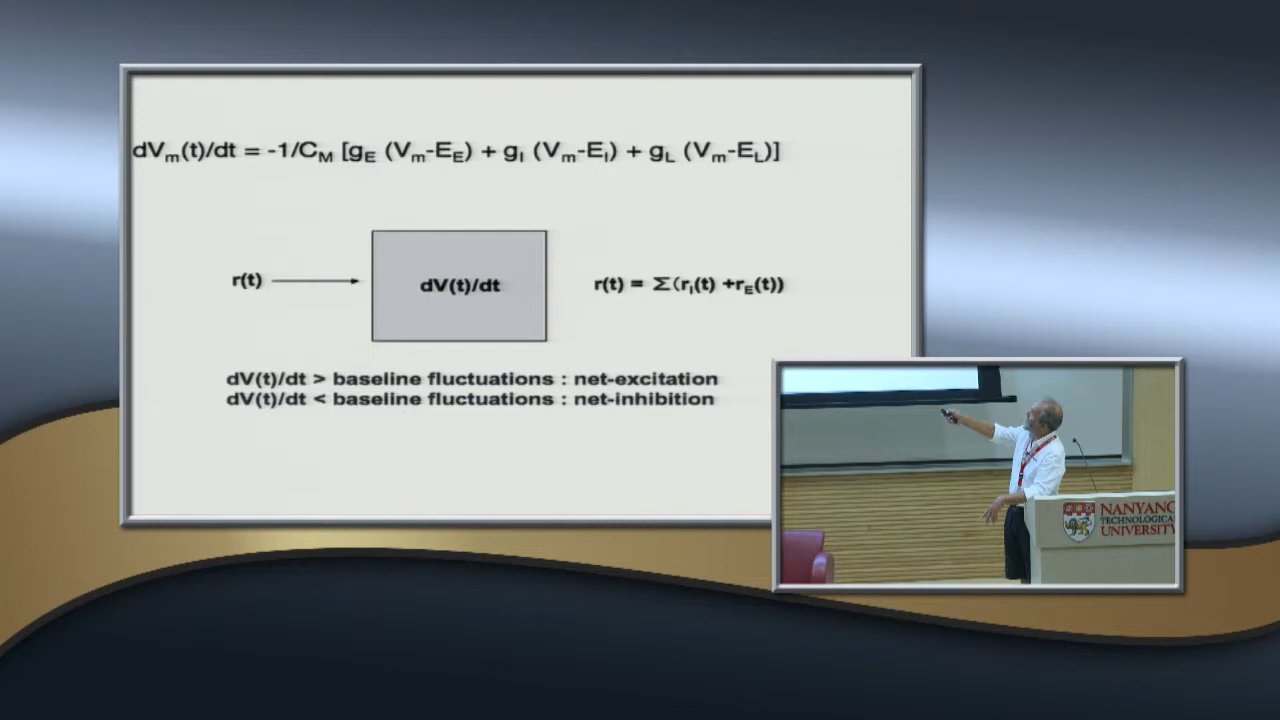 dVm(t)/dt = -1/CM [gE (Vm-EE) + gI (Vm-EI) + gL (Vm-EL)]
r(t)
dV(t)/dt
r(t) = Σ(rI(t) +rE(t))
dV(t)/dt > baseline fluctuations : net-excitation
dV(t)/dt < baseline fluctuations : net-inhibition
NANYANG
TECHNOLOGICAL
UNIVERSITY